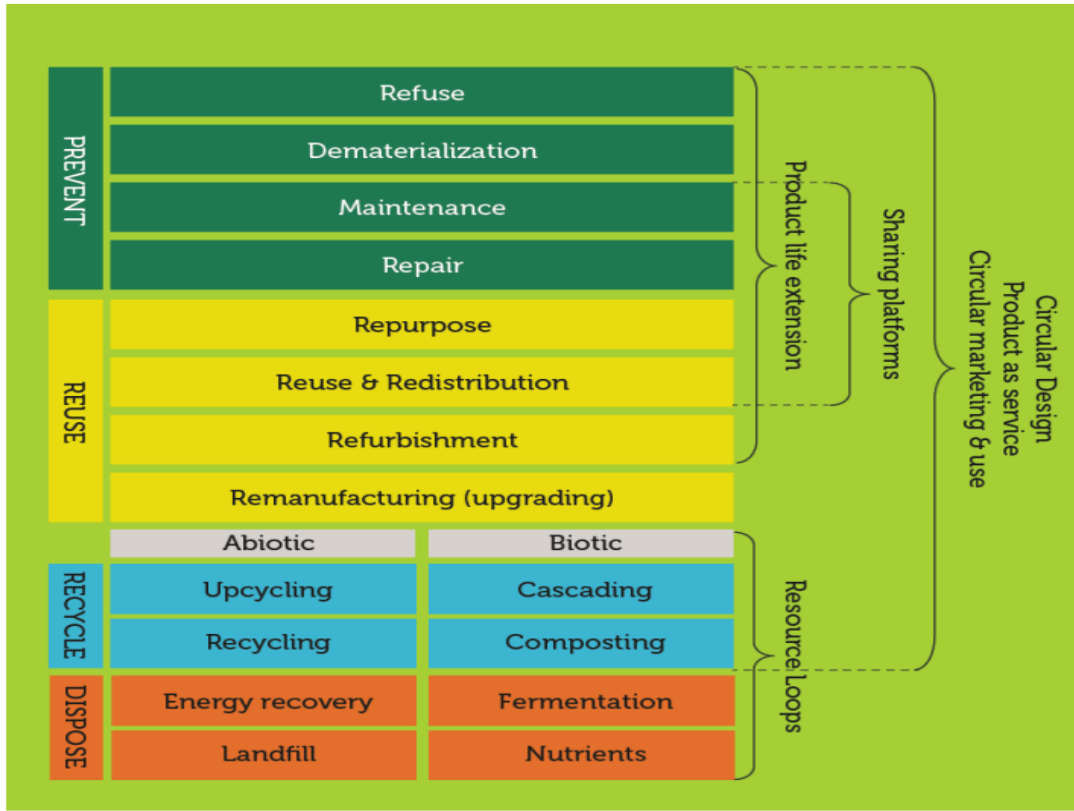 PREVENT
Refuse
Dematerialization
Maintenance
Repair
REUSE
Repurpose
Reuse & Redistribution
Refurbishment
Remanufacturing (upgrading)
Abiotic
Biotic
RECYCLE
Upcycling
Cascading
Recycling
Composting
DISPOSE
Energy recovery
Fermentation
Landfill
Nutrients
Product life extension
Sharing platforms
Resource Loops
Circular Design
Product as service
Circular marketing & use